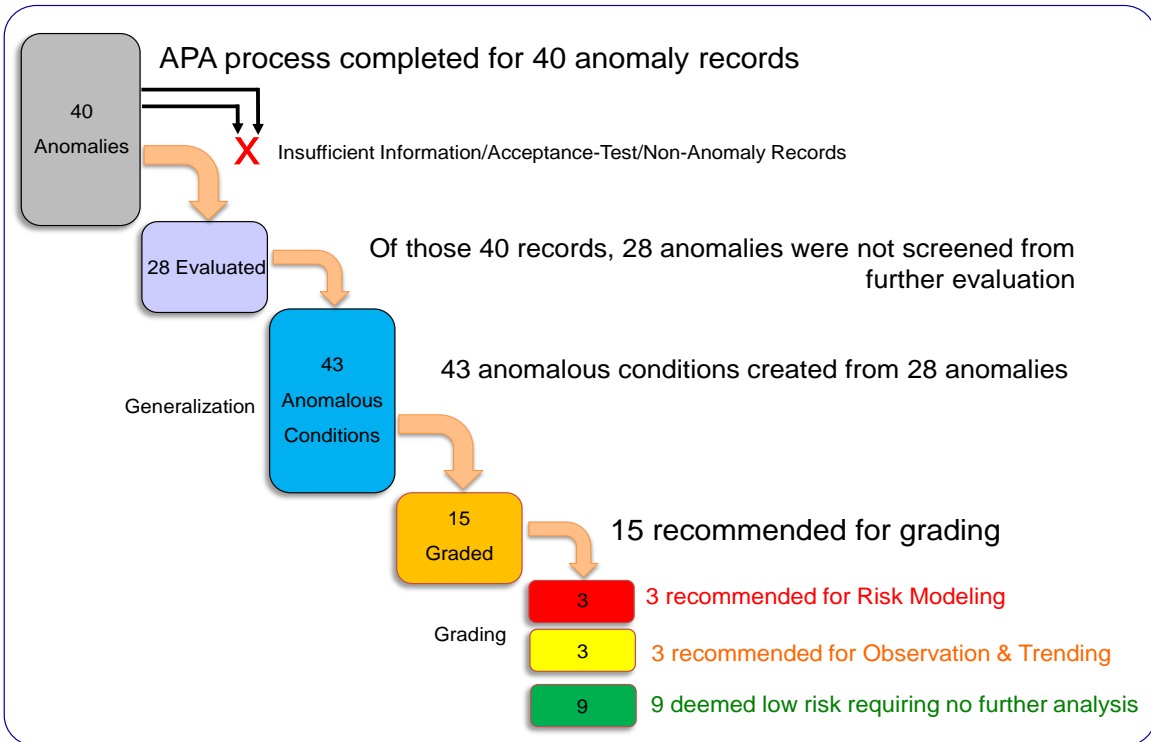 APA process completed for 40 anomaly records
40
Anomalies
X
Insufficient Information/Acceptance-Test/Non-Anomaly Records
28 Evaluated
Of those 40 records, 28 anomalies were not screened from
further evaluation
43
Anomalous
Conditions
43 anomalous conditions created from 28 anomalies
Generalization
15
Graded
15 recommended for grading
3
3 recommended for Risk Modeling
Grading
3
3 recommended for Observation & Trending
9
9 deemed low risk requiring no further analysis